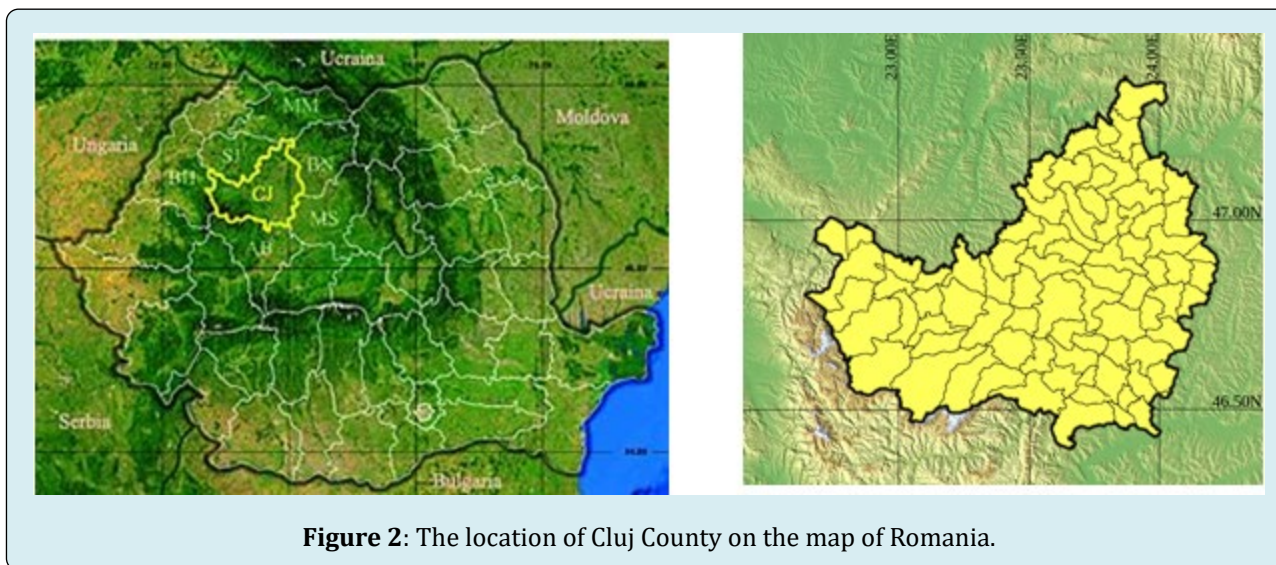 Ucraina
MM
Moldova
Ungaria
SJ
BN
BH
CJ
MS
AB
Ucraina
Serbia
Bulgaria
23.00E
23.30E
24.00E
47.00N
46.50N
Figure 2: The location of Cluj County on the map of Romania.